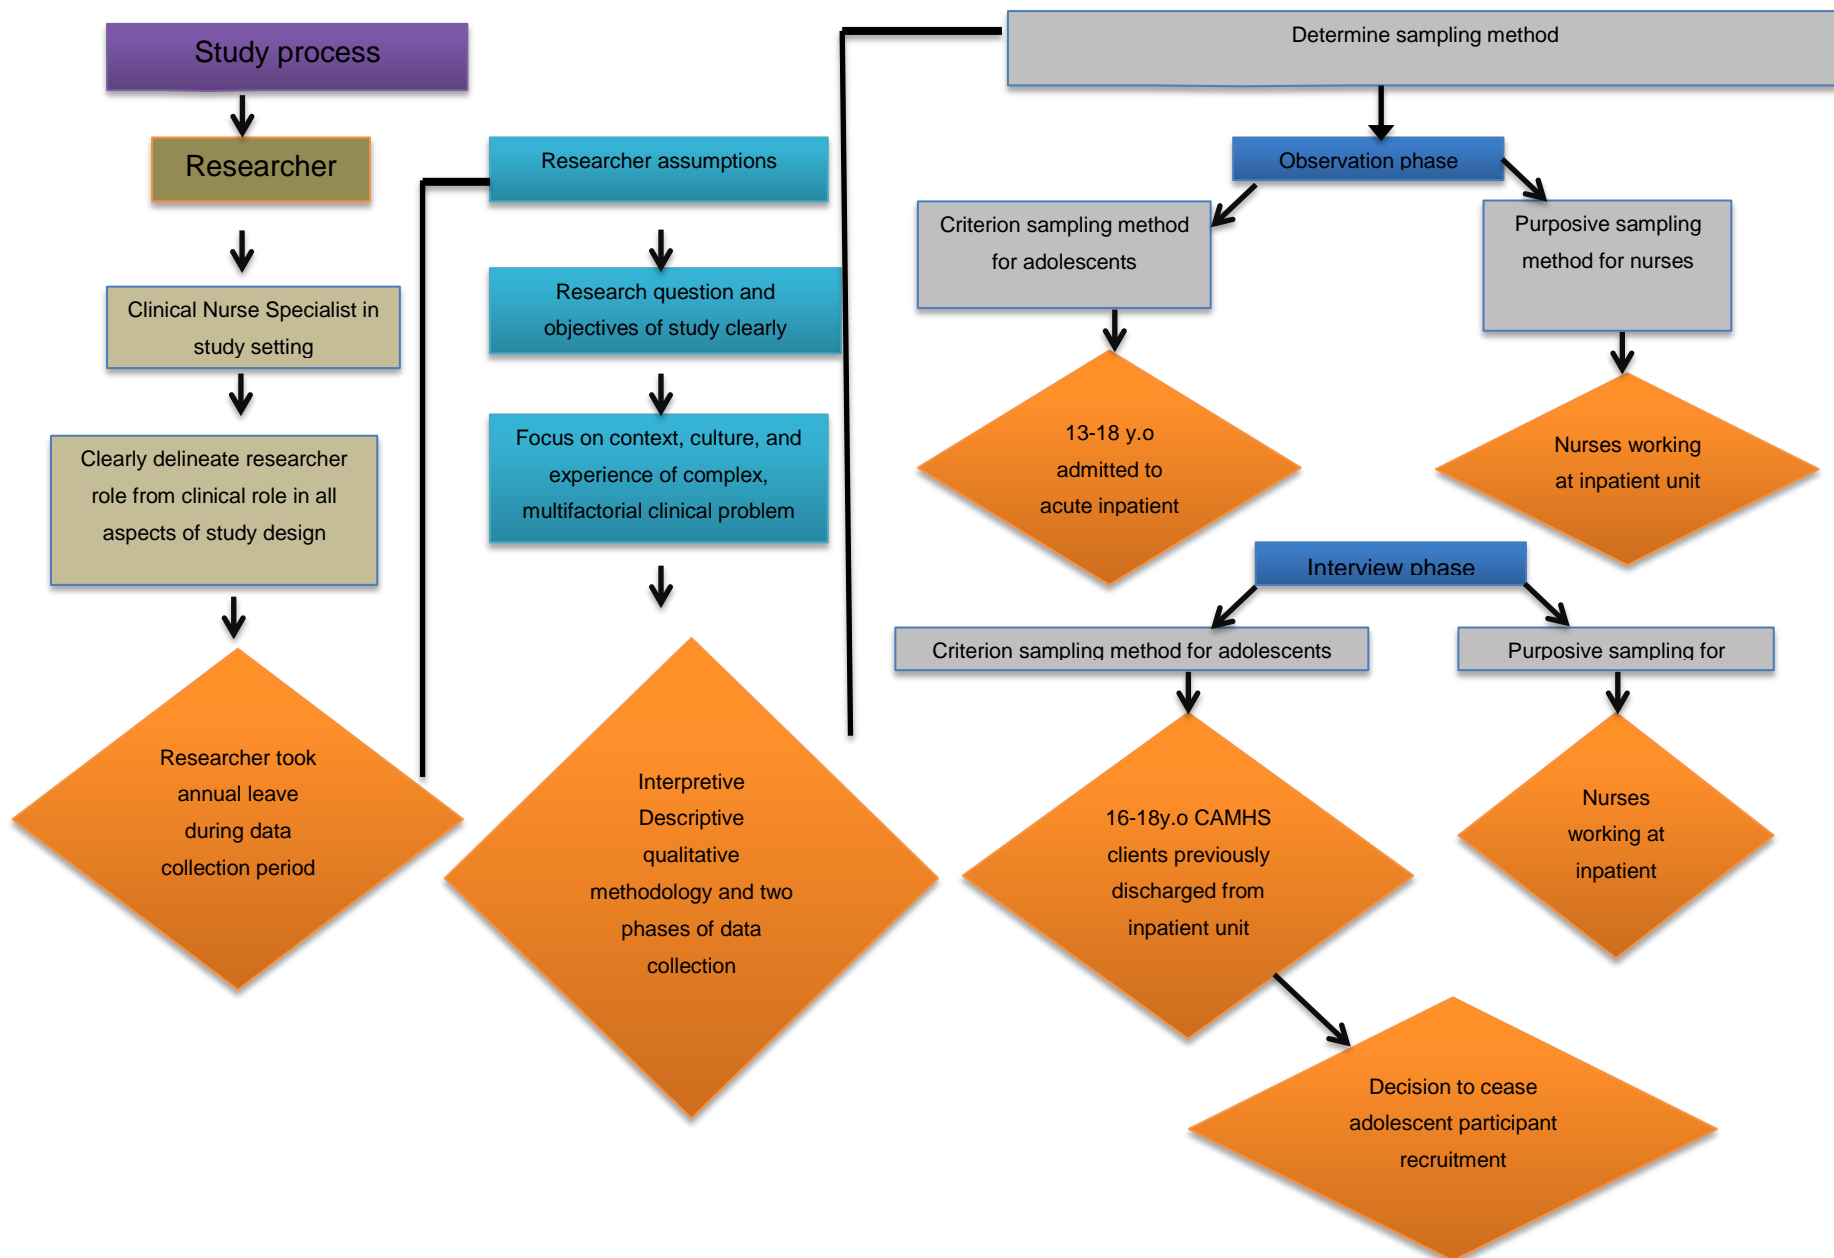 Study process
Researcher
Clinical Nurse Specialist in
study setting
Clearly delineate researcher
role from clinical role in all
aspects of study design
Researcher took
annual leave
during data
collection period
Researcher assumptions
Research question and
objectives of study clearly
Focus on context, culture, and
experience of complex,
multifactorial clinical problem
Interpretive
Descriptive
qualitative
methodology and two
phases of data
collection
Determine sampling method
Observation phase
Criterion sampling method
for adolescents
Purposive sampling
method for nurses
13-18 y.o
admitted to
acute inpatient
Nurses working
at inpatient unit
Interview phase
Criterion sampling method for adolescents
Purposive sampling for
16-18y.o CAMHS
clients previously
discharged from
inpatient unit
Nurses
working at
inpatient
Decision to cease
adolescent participant
recruitment